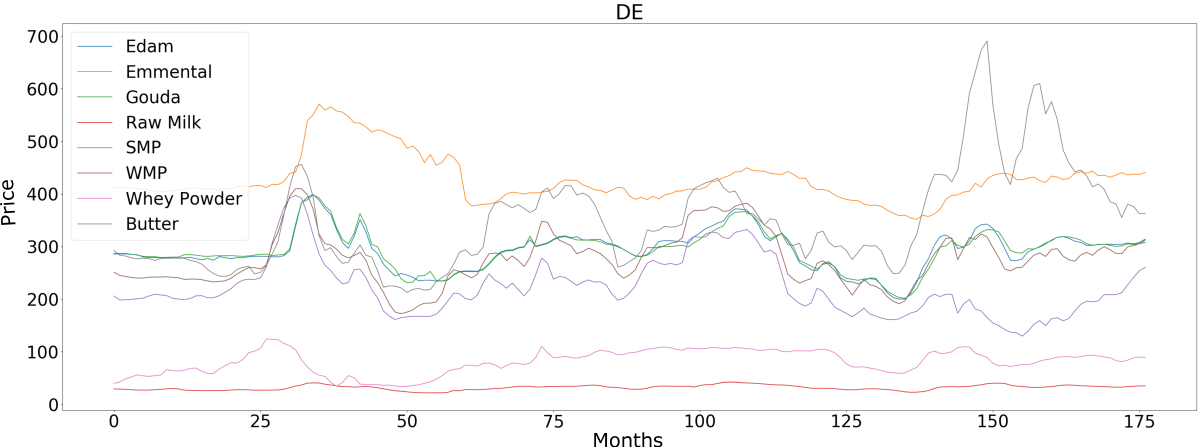 DE
700
600
500
400
300
200
100
0
Price
Edam
Emmental
Gouda
Raw Milk
SMP
WMP
Whey Powder
Butter
0 25 50 75 100 125 150 175
Months